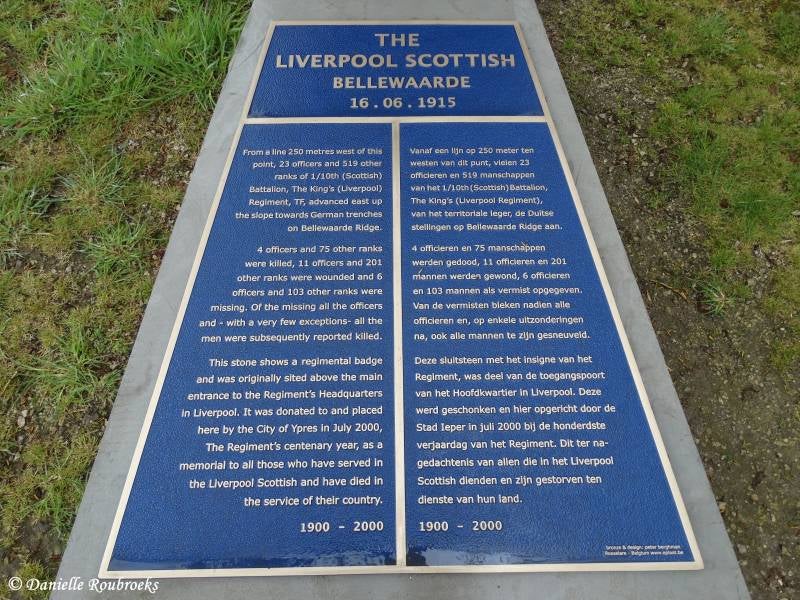 THE
LIVERPOOL SCOTTISH
BELLEWAARDE
16 . 06 . 1915
From a line 250 metres west of this
point, 23 officers and 519 other
ranks of 1/10th (Scottish)
Battalion, The King's (Liverpool)
Regiment, TF, advanced east up
the slope towards German trenches
on Bellewaarde Ridge.
4 officers and 75 other ranks
were killed, 11 officers and 201
other ranks were wounded and 6
officers and 103 other ranks were
missing. Of the missing all the officers
and - with a very few exceptions- all the
men were subsequently reported killed.
This stone shows a regimental badge
and was originally sited above the main
entrance to the Regiment's Headquarters
in Liverpool. It was donated to and placed
here by the City of Ypres in July 2000,
The Regiment's centenary year, as a
memorial to all those who have served in
the Liverpool Scottish and have died in
the service of their country.
1900 - 2000
Vanaf een lijn op 250 meter ten
westen van dit punt, vielen 23
officieren en 519 manschappen
van het 1/10th (Scottish) Battalion,
The King's (Liverpool Regiment),
van het territoriale leger, de Duitse
stellingen op Bellewaarde Ridge aan.
4 officieren en 75 manschappen
werden gedood, 11 officieren en 201
mannen werden gewond, 6 officieren
en 103 mannen als vermist opgegeven.
Van de vermisten bleken nadien alle
officieren en, op enkele uitzonderingen
na, ook alle mannen te zijn gesneuveld.
Deze sluitsteen met het insigne van het
Regiment, was deel van de toegangspoort
van het Hoofdkwartier in Liverpool. Deze
werd geschonken en hier opgericht door de
Stad Ieper in juli 2000 bij de honderdste
verjaardag van het Regiment. Dit ter na-
gedachtenis van allen die in het Liverpool
Scottish dienden en zijn gestorven ten
dienste van hun land.
1900 - 2000
bronze & design: peter berghman
Roeselare - Belgium www.eplast.be
© Danielle Roubroeks